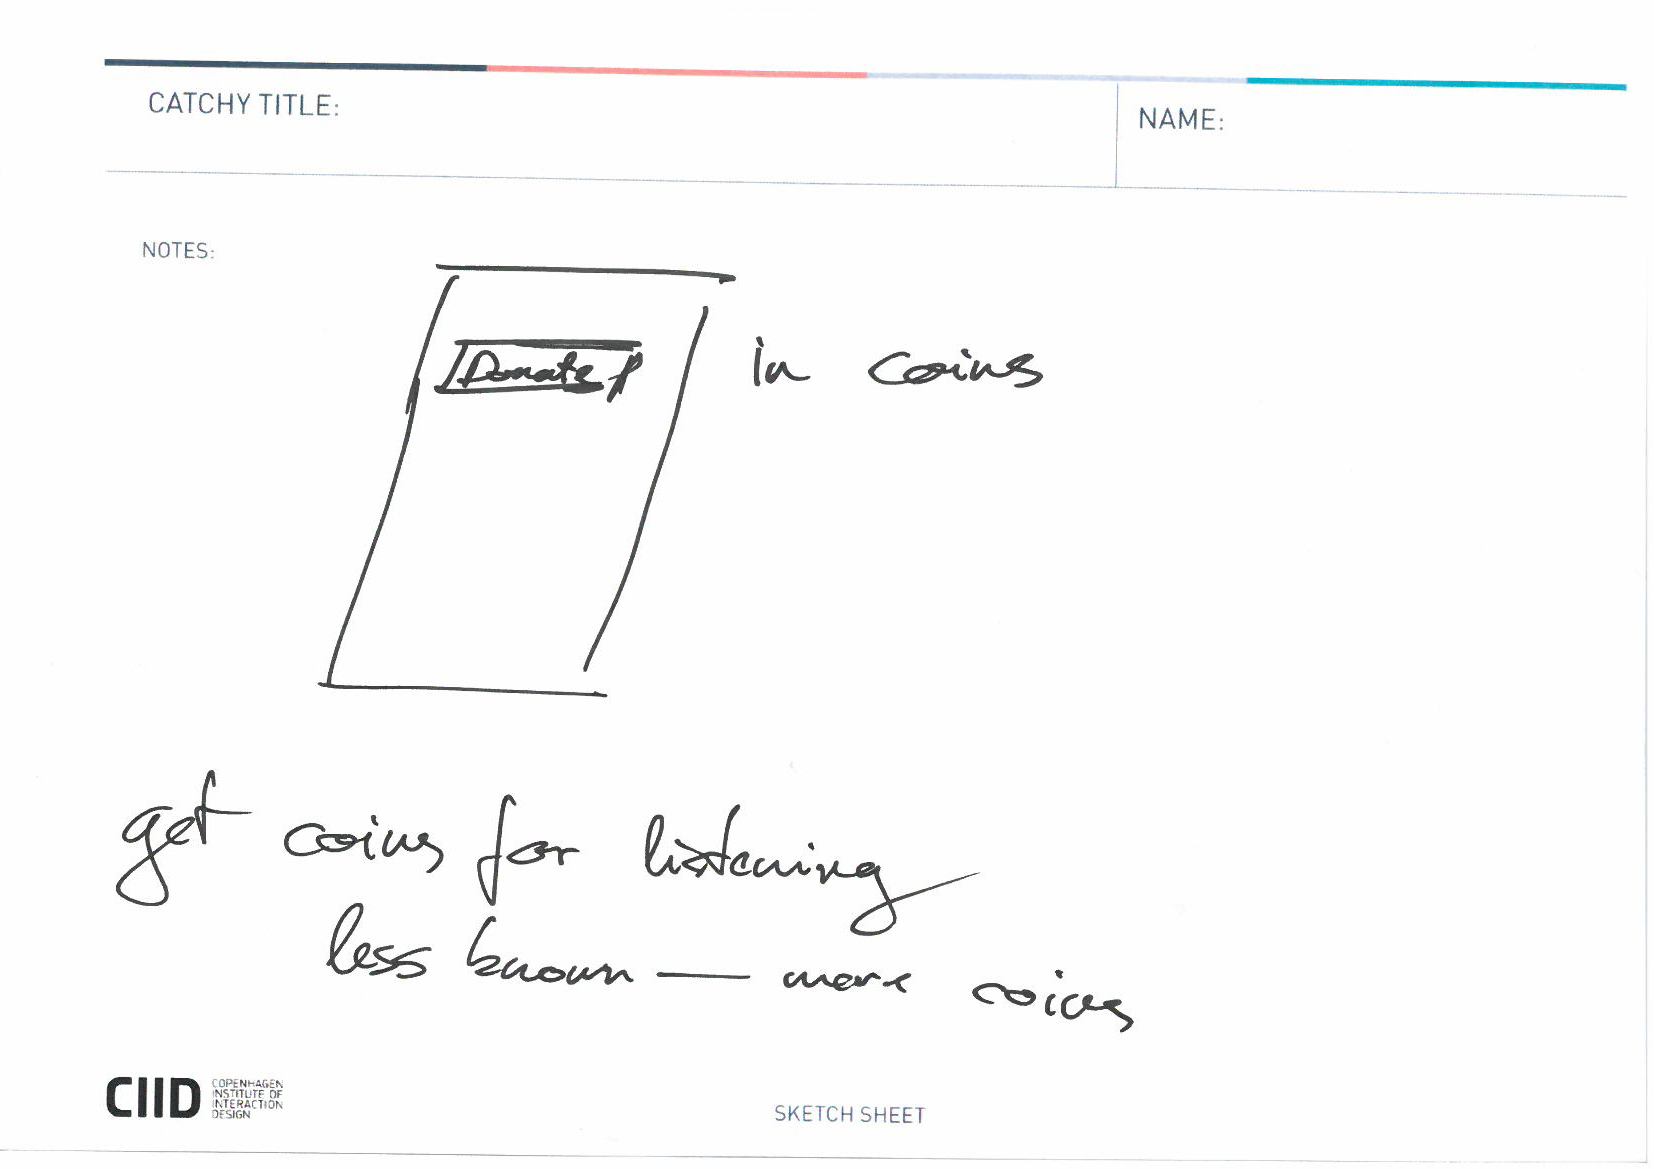 CATCHY TITLE:
NAME:
NOTES:
Donate
in coins
get coins for listening
less known — more coins
CIID
COPENHAGEN
INSTITUTE OF
INTERACTION
DESIGN
SKETCH SHEET